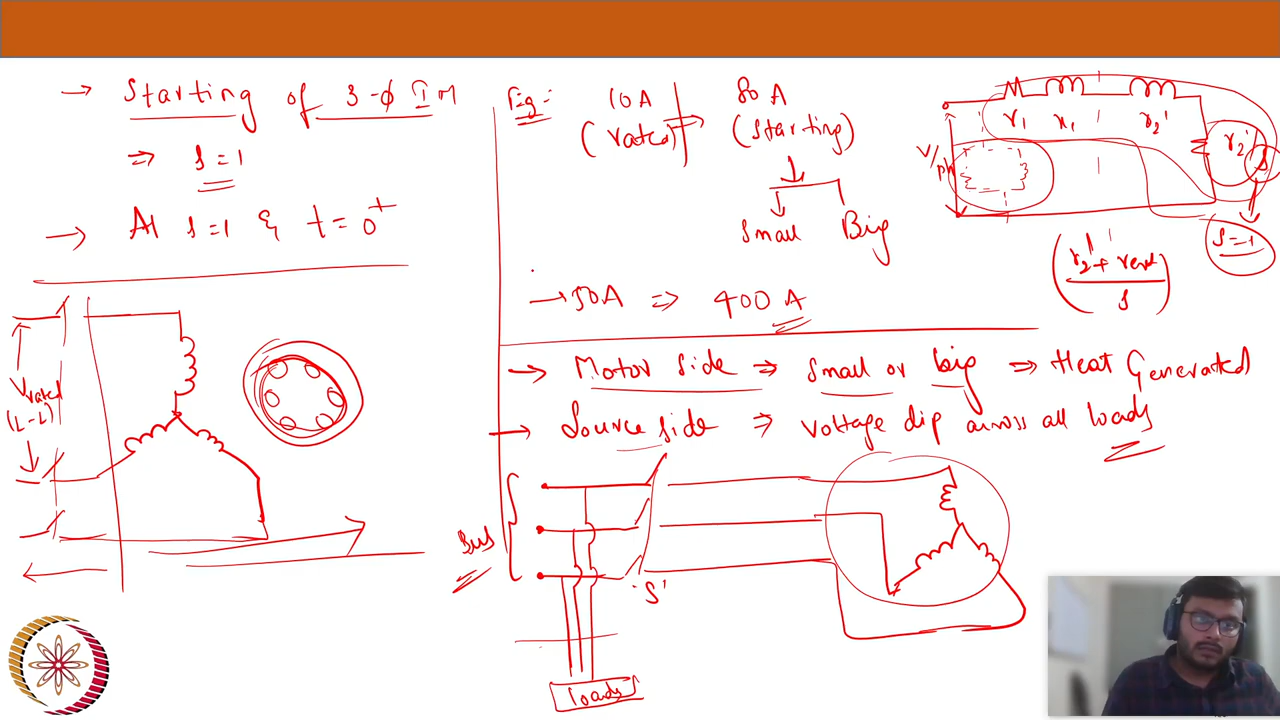 → Starting of 3-φ IM
⇒ s=1
→ At s=1 & t=0⁺
Vrated
(L-L)
Eg:- 10A → 80A
(rated) (starting)
Small Big
→ 50A ⇒ 400A
r₁ x₁ r₂' r₂'
s
V/ph
s=1
(r₂' + rext' / s)
→ Motor side ⇒ Small or big ⇒ Heat Generated
→ Source side ⇒ Voltage dip across all loads
Bus
's'
loads